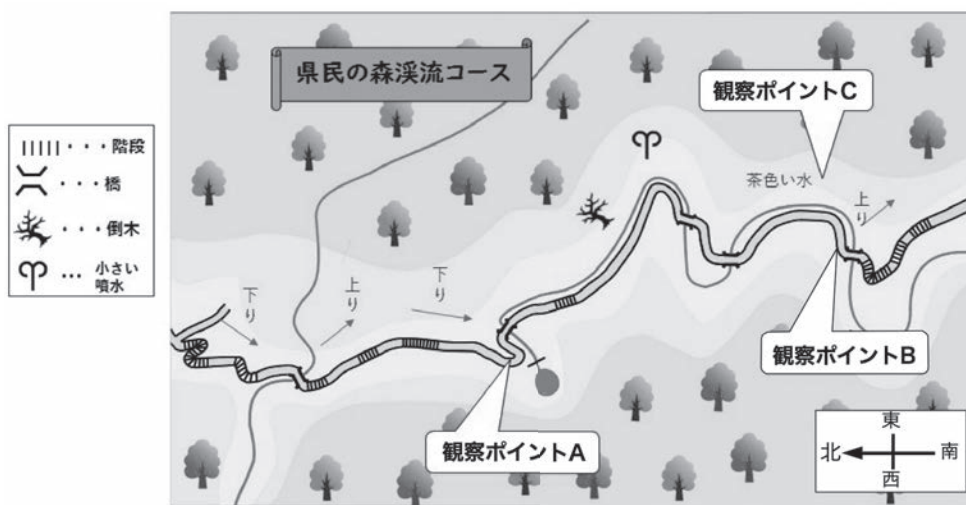 県民の森渓流コース
観察ポイントC
・・・階段
・・・橋
・・・倒木
… 小さい
噴水
茶色い水
上り
下り
上り
下り
観察ポイントB
観察ポイントA
東
北
南
西